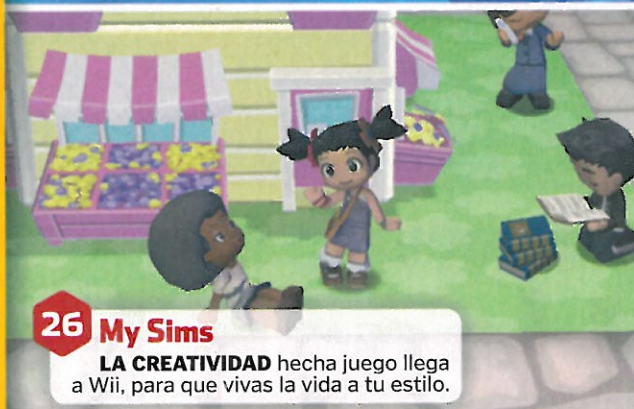 26 My Sims
LA CREATIVIDAD hecha juego llega
a Wii, para que vivas la vida a tu estilo.